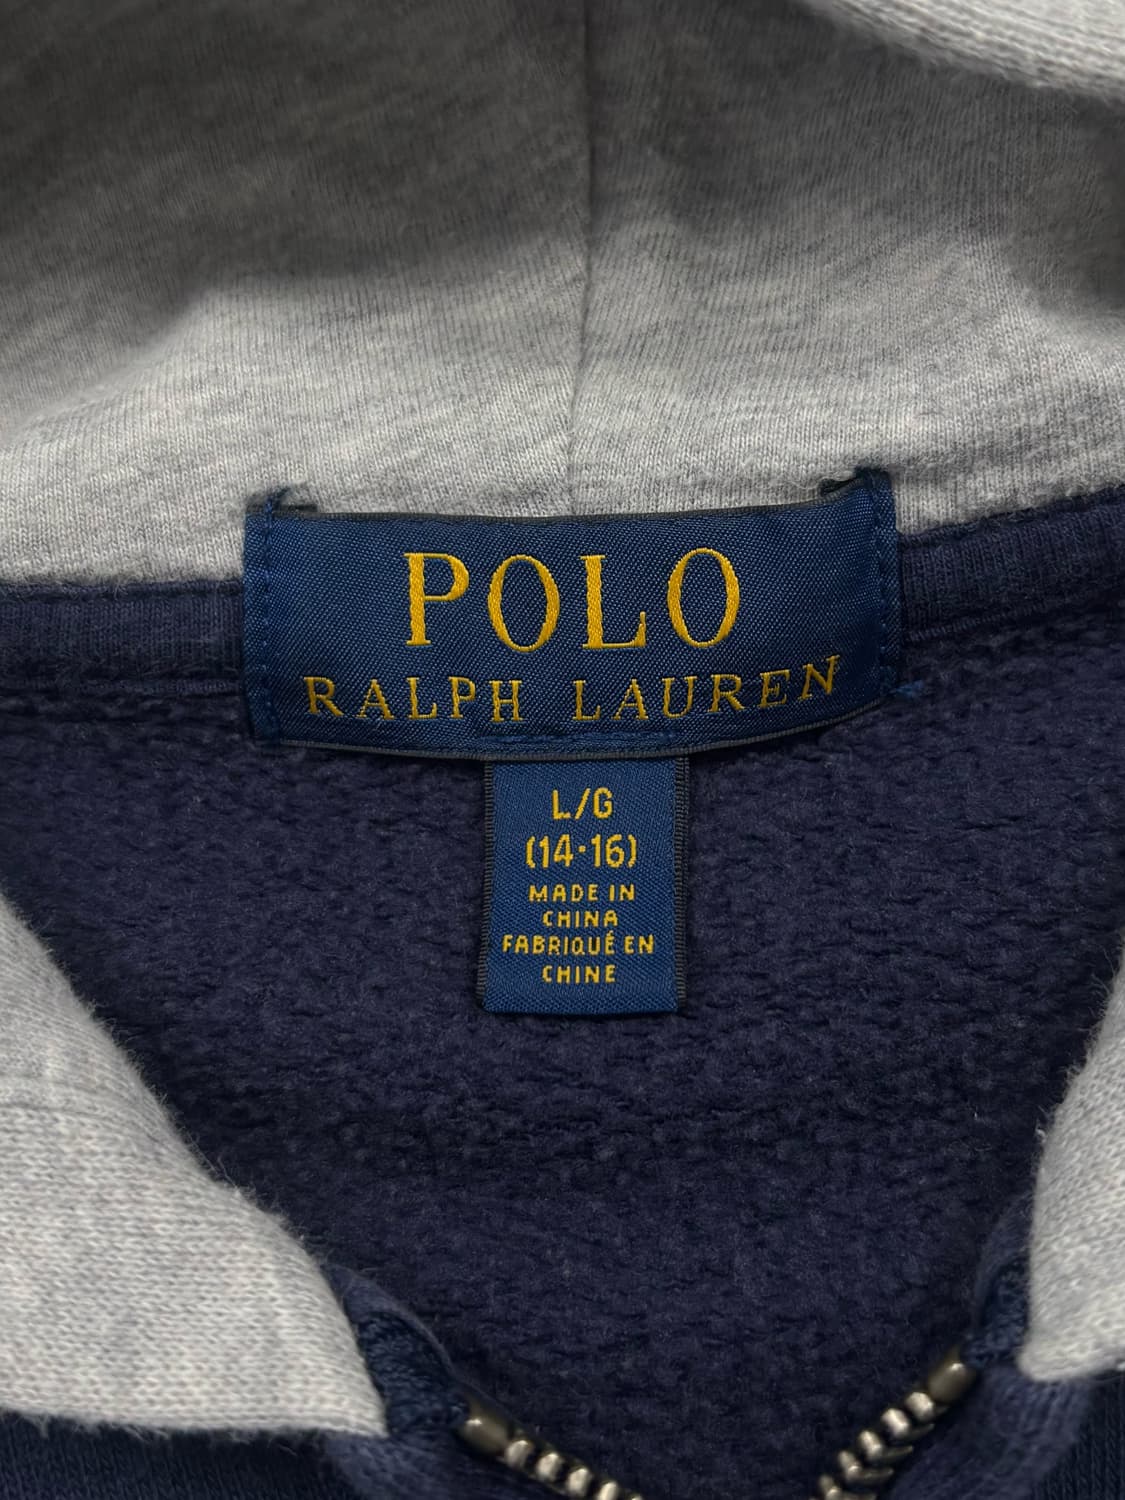 POLO
RALPH LAUREN
L/G
(14-16)
MADE IN
CHINA
FABRIQUÉ EN
CHINE